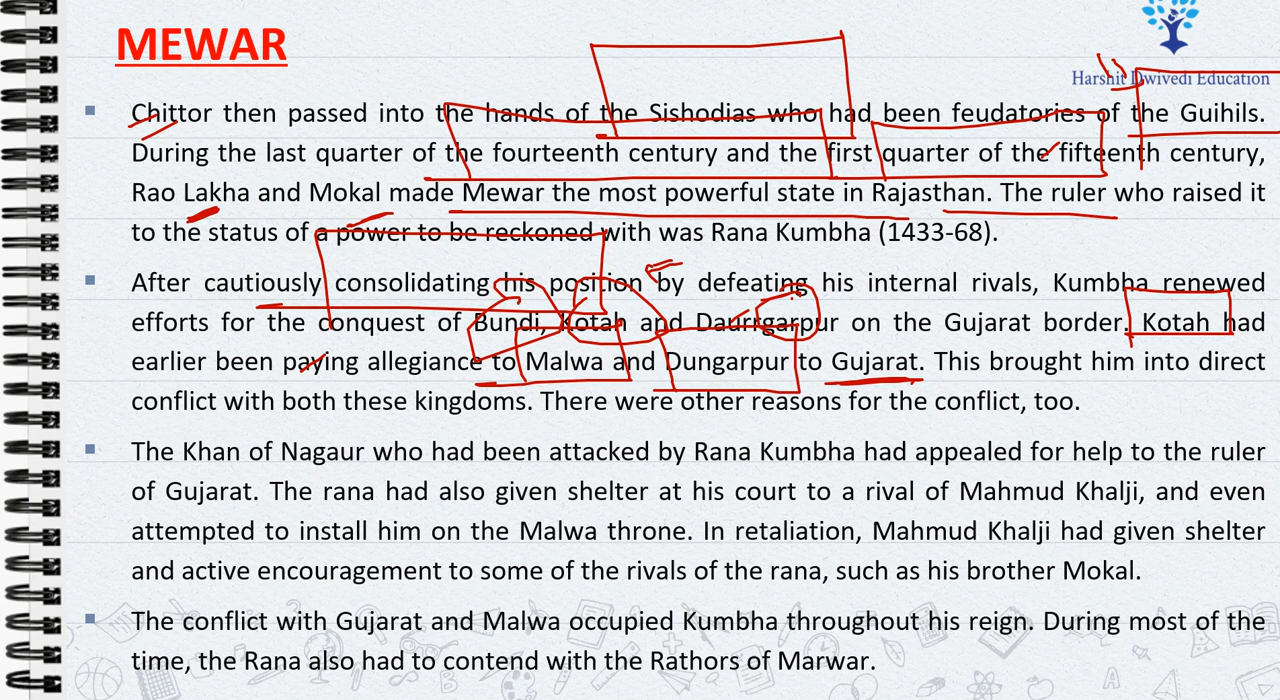 MEWAR
Harshit Dwivedi Education
Chittor then passed into the hands of the Sishodias who had been feudatories of the Guihils.
During the last quarter of the fourteenth century and the first quarter of the fifteenth century,
Rao Lakha and Mokal made Mewar the most powerful state in Rajasthan. The ruler who raised it
to the status of a power to be reckoned with was Rana Kumbha (1433-68).
After cautiously consolidating his position by defeating his internal rivals, Kumbha renewed
efforts for the conquest of Bundi, Kotah and on the Gujarat border. Kotah had
earlier been paying allegiance to Malwa and Dungarpur to Gujarat. This brought him into direct
conflict with both these kingdoms. There were other reasons for the conflict, too.
The Khan of Nagaur who had been attacked by Rana Kumbha had appealed for help to the ruler
of Gujarat. The rana had also given shelter at his court to a rival of Mahmud Khalji, and even
attempted to install him on the Malwa throne. In retaliation, Mahmud Khalji had given shelter
and active encouragement to some of the rivals of the rana, such as his brother Mokal.
The conflict with Gujarat and Malwa occupied Kumbha throughout his reign. During most of the
time, the Rana also had to contend with the Rathors of Marwar.